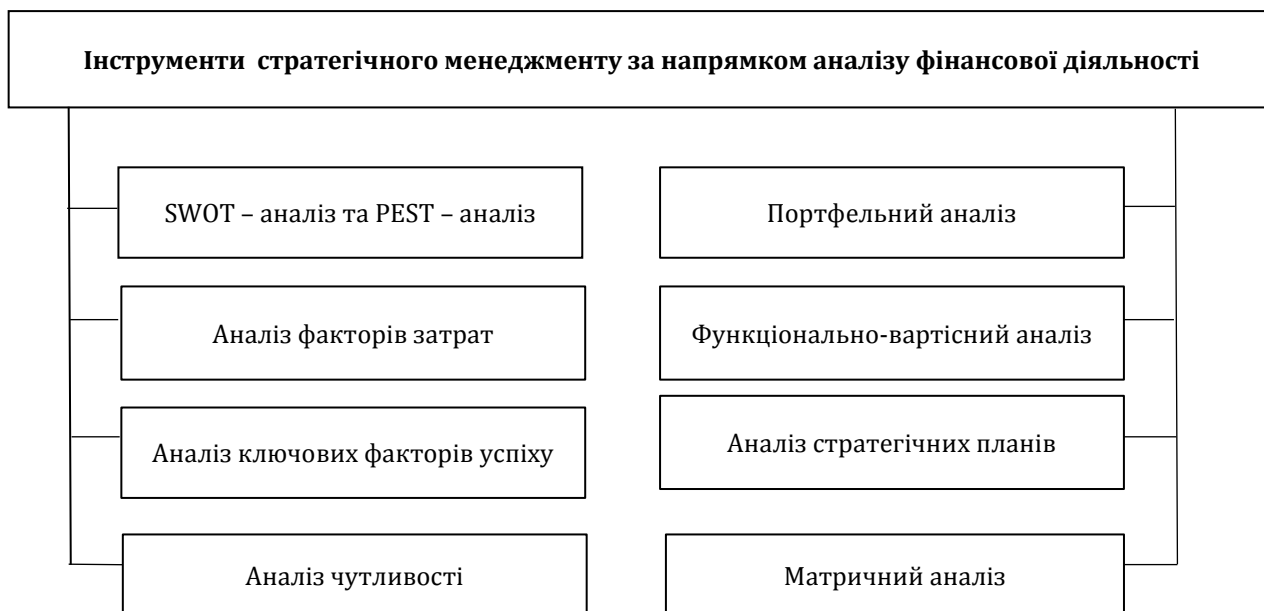 Інструменти стратегічного менеджменту за напрямком аналізу фінансової діяльності
SWOT – аналіз та PEST – аналіз
Портфельний аналіз
Аналіз факторів затрат
Функціонально-вартісний аналіз
Аналіз ключових факторів успіху
Аналіз стратегічних планів
Аналіз чутливості
Матричний аналіз